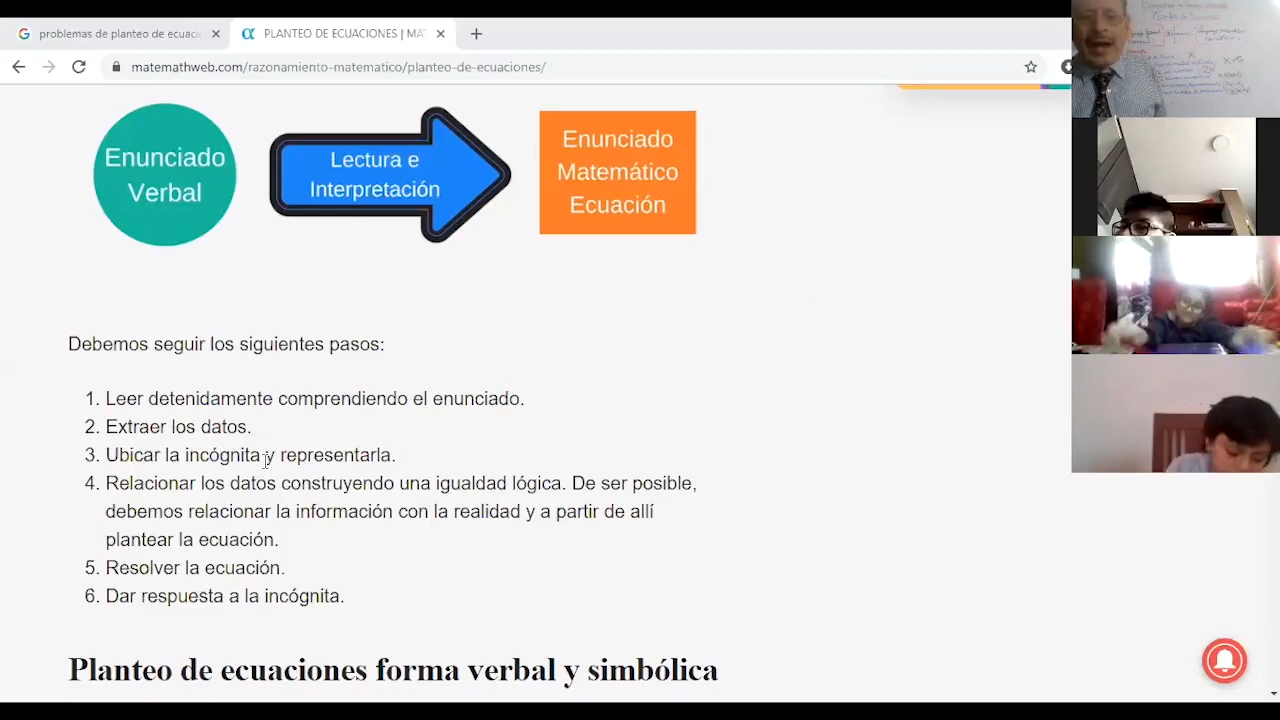 problemas de planteo de ecuacio
PLANTEO DE ECUACIONES | MAT
matemathweb.com/razonamiento-matematico/planteo-de-ecuaciones/
Enunciado
Verbal
Lectura e
Interpretación
Enunciado
Matemático
Ecuación
x+5
2x
Debemos seguir los siguientes pasos:
1. Leer detenidamente comprendiendo el enunciado.
2. Extraer los datos.
3. Ubicar la incógnita y representarla.
4. Relacionar los datos construyendo una igualdad lógica. De ser posible,
debemos relacionar la información con la realidad y a partir de allí
plantear la ecuación.
5. Resolver la ecuación.
6. Dar respuesta a la incógnita.
Planteo de ecuaciones forma verbal y simbólica